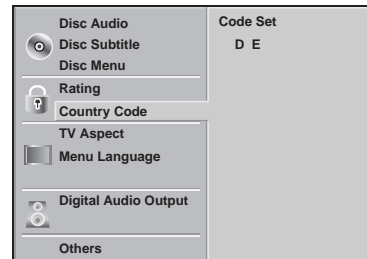 Disc Audio
Disc Subtitle
Disc Menu
Rating
Country Code
TV Aspect
Menu Language
Digital Audio Output
Others
Code Set
D E